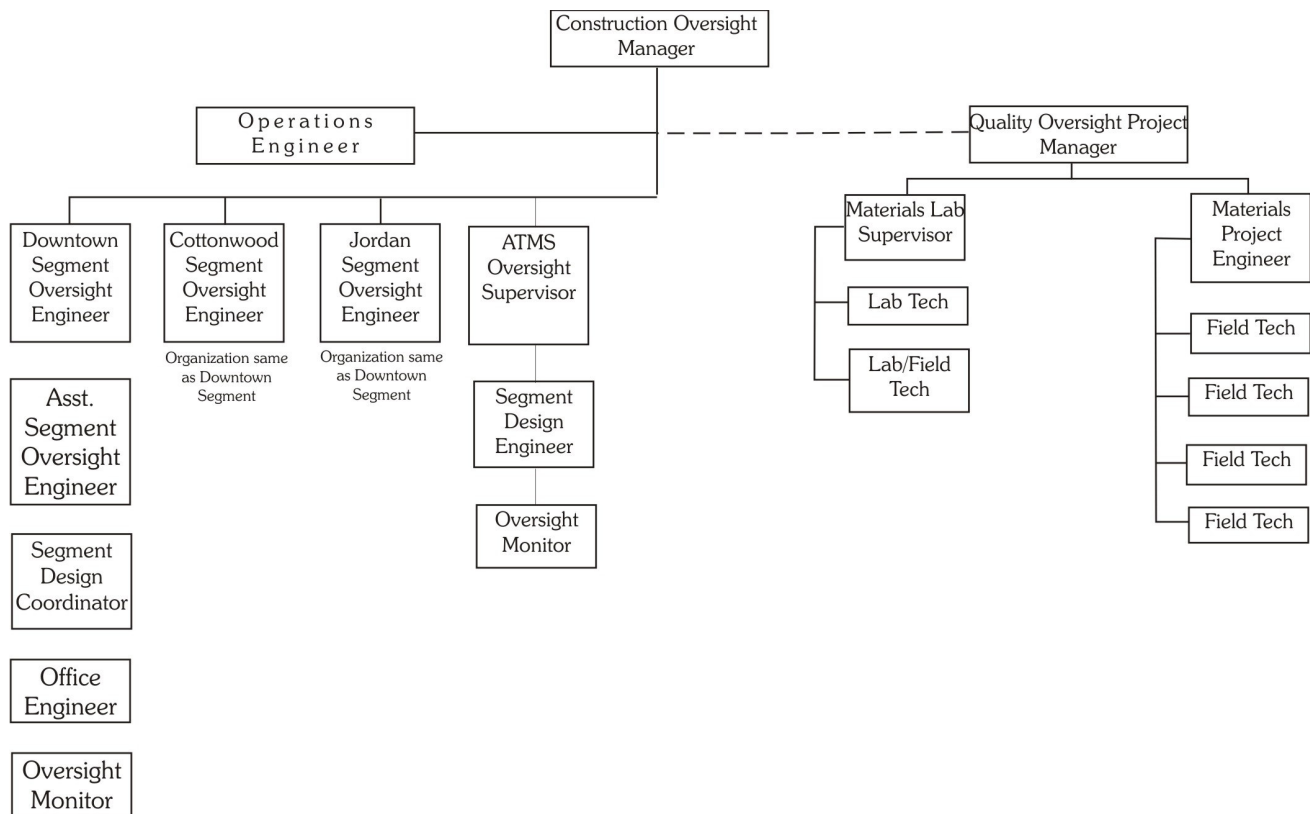 Construction Oversight
Manager
Operations
Engineer
Quality Oversight Project
Manager
Downtown
Segment
Oversight
Engineer
Cottonwood
Segment
Oversight
Engineer
Organization same
as Downtown
Segment
Jordan
Segment
Oversight
Engineer
Organization same
as Downtown
Segment
ATMS
Oversight
Supervisor
Segment
Design
Engineer
Oversight
Monitor
Asst.
Segment
Oversight
Engineer
Segment
Design
Coordinator
Office
Engineer
Oversight
Monitor
Materials Lab
Supervisor
Lab Tech
Lab/Field
Tech
Materials
Project
Engineer
Field Tech
Field Tech
Field Tech
Field Tech